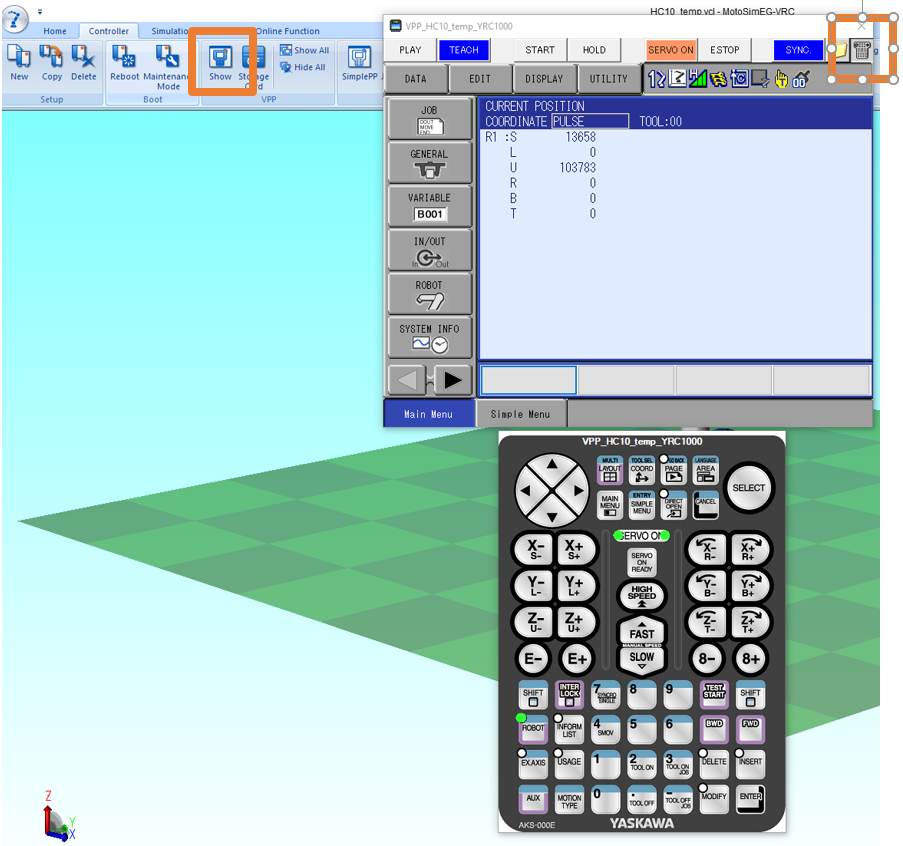 HC10_temp.vcl - MotoSimEG-VRC
Home Controller Simulation Online Function
New Copy Delete
Setup
Reboot Maintenance Mode
Boot
Show Storage Card Show All
Hide All
VPP
SimplePP
VPP_HC10_temp_YRC1000
PLAY TEACH START HOLD SERVO ON ESTOP SYNC.
DATA EDIT DISPLAY UTILITY
JOB
DOUT
MOVE
END
GENERAL
VARIABLE
B001
IN/OUT
In Out
ROBOT
SYSTEM INFO
CURRENT POSITION
COORDINATE PULSE TOOL:00
R1 :S 13658
L 0
U 103783
R 0
B 0
T 0
Main Menu Simple Menu
VPP_HC10_temp_YRC1000
MULTI TOOL SEL GO BACK LANGUAGE
LAYOUT COORD PAGE AREA
SELECT
MAIN MENU ENTRY SIMPLE MENU DIRECT OPEN CANCEL
SERVO ON
X- S- X+ S+ SERVO ON READY X- R- X+ R+
Y- L- Y+ L+ HIGH SPEED Y- B- Y+ B+
Z- U- Z+ U+ FAST Z- T- Z+ T+
MANUAL SPEED
E- E+ SLOW 8- 8+
SHIFT INTER LOCK 7 SYNCRO SINGLE 8 9 TEST START SHIFT
ROBOT INFORM LIST 4 SMOV 5 6 BWD FWD
EX.AXIS USAGE 1 2 TOOL ON 3 TOOL ON JOB DELETE INSERT
AUX MOTION TYPE 0 . TOOL OFF - TOOL OFF JOB MODIFY ENTER
AKS-000E YASKAWA
Z
Y
X